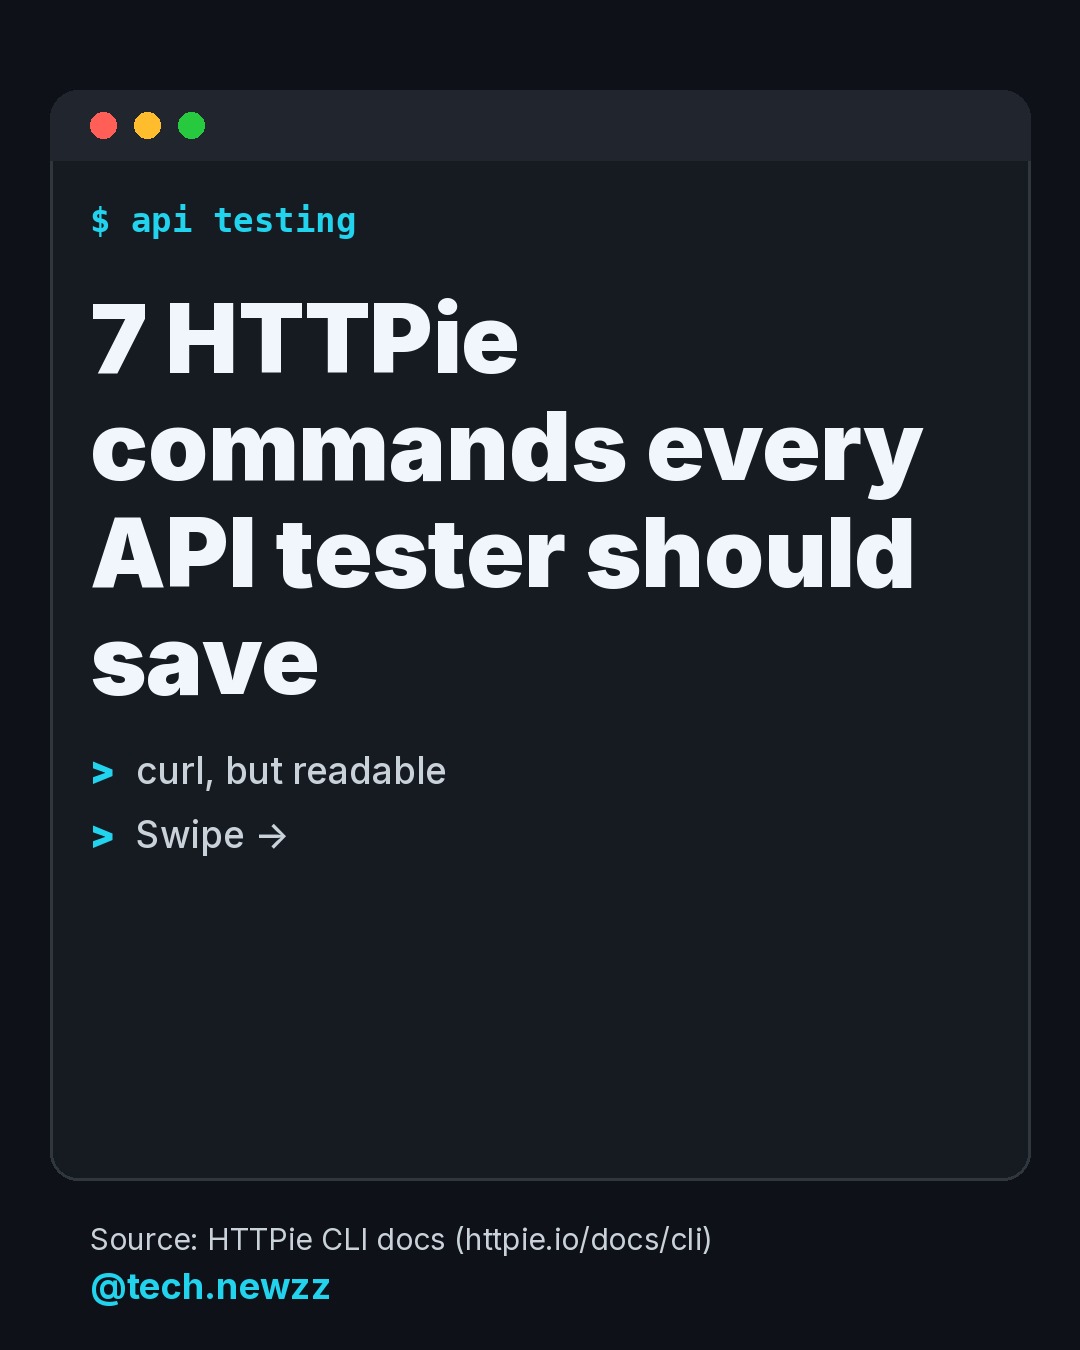 $ api testing
7 HTTPie
commands every
API tester should
save
> curl, but readable
> Swipe →
Source: HTTPie CLI docs (httpie.io/docs/cli)
@tech.newzz